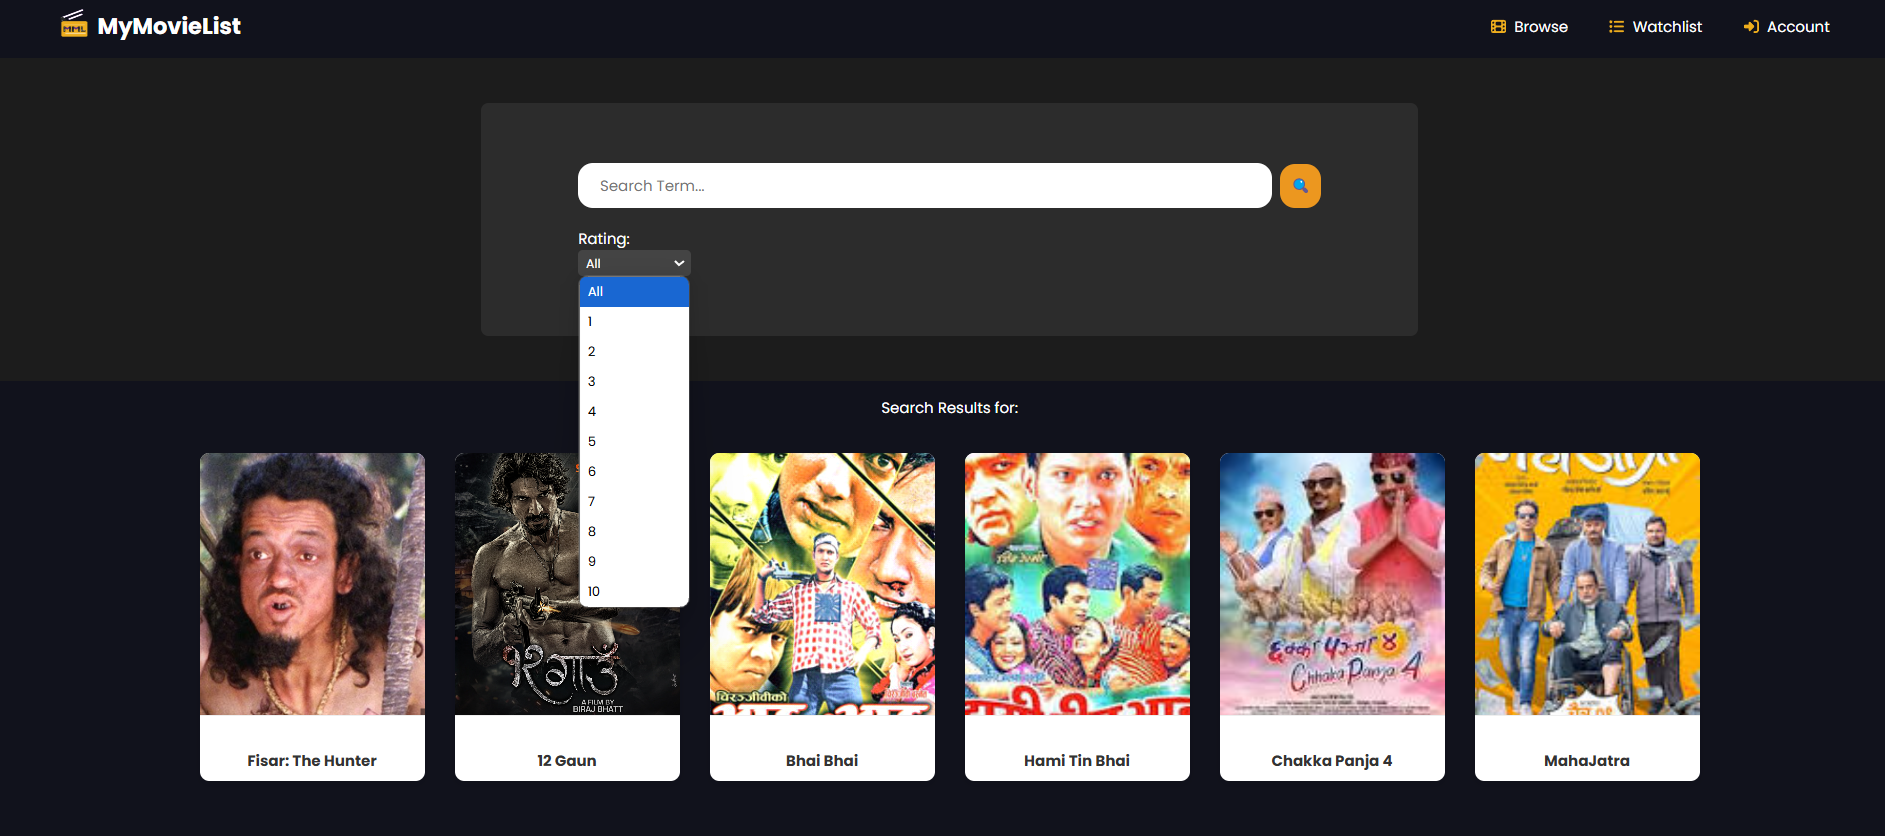 MML MyMovieList
Browse
Watchlist
Account
Search Term...
Rating:
All
All
1
2
3
4
5
6
7
8
9
10
Search Results for:
१२ गाउँ
A FILM BY
BIRAJ BHATT
चिरञ्जीवीको
छक्का पन्जा ४
Chhaka Panja 4
Fisar: The Hunter
12 Gaun
Bhai Bhai
Hami Tin Bhai
Chakka Panja 4
MahaJatra